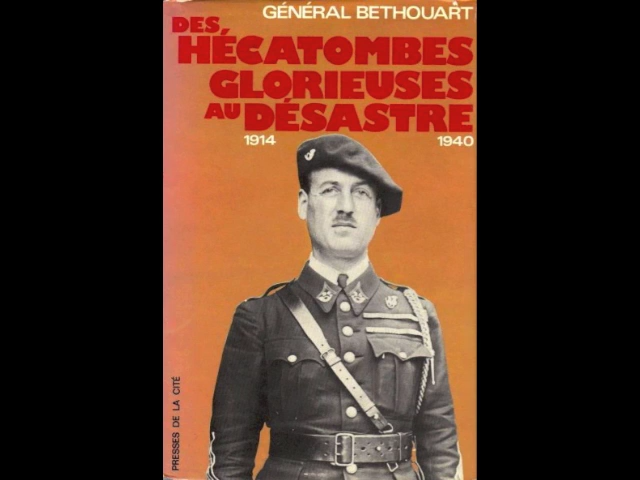 GÉNÉRAL BETHOUART
DES
HÉCATOMBES
GLORIEUSES
AU DÉSASTRE
1914 1940
PRESSES DE LA CITÉ